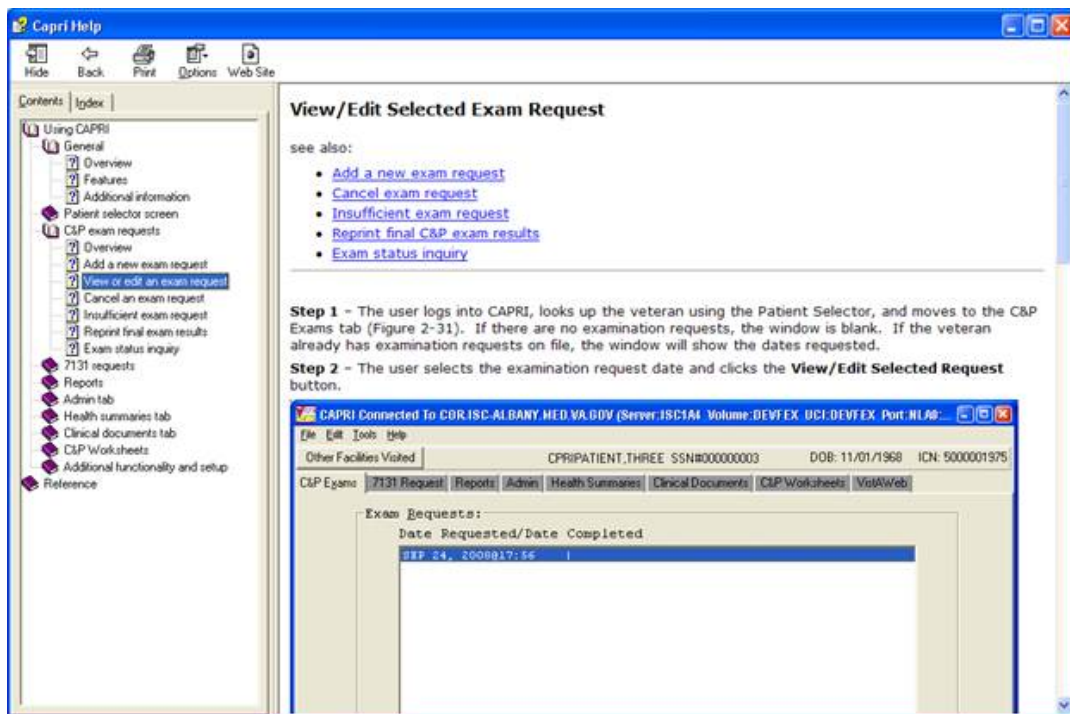 Capri Help
Hide Back Print Options Web Site
Contents Index
Using CAPRI
General
Overview
Features
Additional information
Patient selector screen
C&P exam requests
Overview
Add a new exam request
View or edit an exam request
Cancel an exam request
Insufficient exam request
Reprint final exam results
Exam status inquiry
7131 requests
Reports
Admin tab
Health summaries tab
Clinical documents tab
C&P Worksheets
Additional functionality and setup
Reference
View/Edit Selected Exam Request
see also:
Add a new exam request
Cancel exam request
Insufficient exam request
Reprint final C&P exam results
Exam status inquiry
Step 1 – The user logs into CAPRI, looks up the veteran using the Patient Selector, and moves to the C&P
Exams tab (Figure 2-31). If there are no examination requests, the window is blank. If the veteran
already has examination requests on file, the window will show the dates requested.
Step 2 – The user selects the examination request date and clicks the View/Edit Selected Request
button.
CAPRI Connected To COR.ISC-ALBANY.MED.VA.GOV (Server:ISC1A4 Volume:DEVFEX UCI:DEVFEX Port:NLA0:...
File Edit Tools Help
Other Facilities Visited CPRIPATIENT,THREE SSN#000000003 DOB: 11/01/1968 ICN: 5000001975
C&P Exams 7131 Request Reports Admin Health Summaries Clinical Documents C&P Worksheets VistAWeb
Exam Requests:
Date Requested/Date Completed
SEP 24, 2008@17:56 |